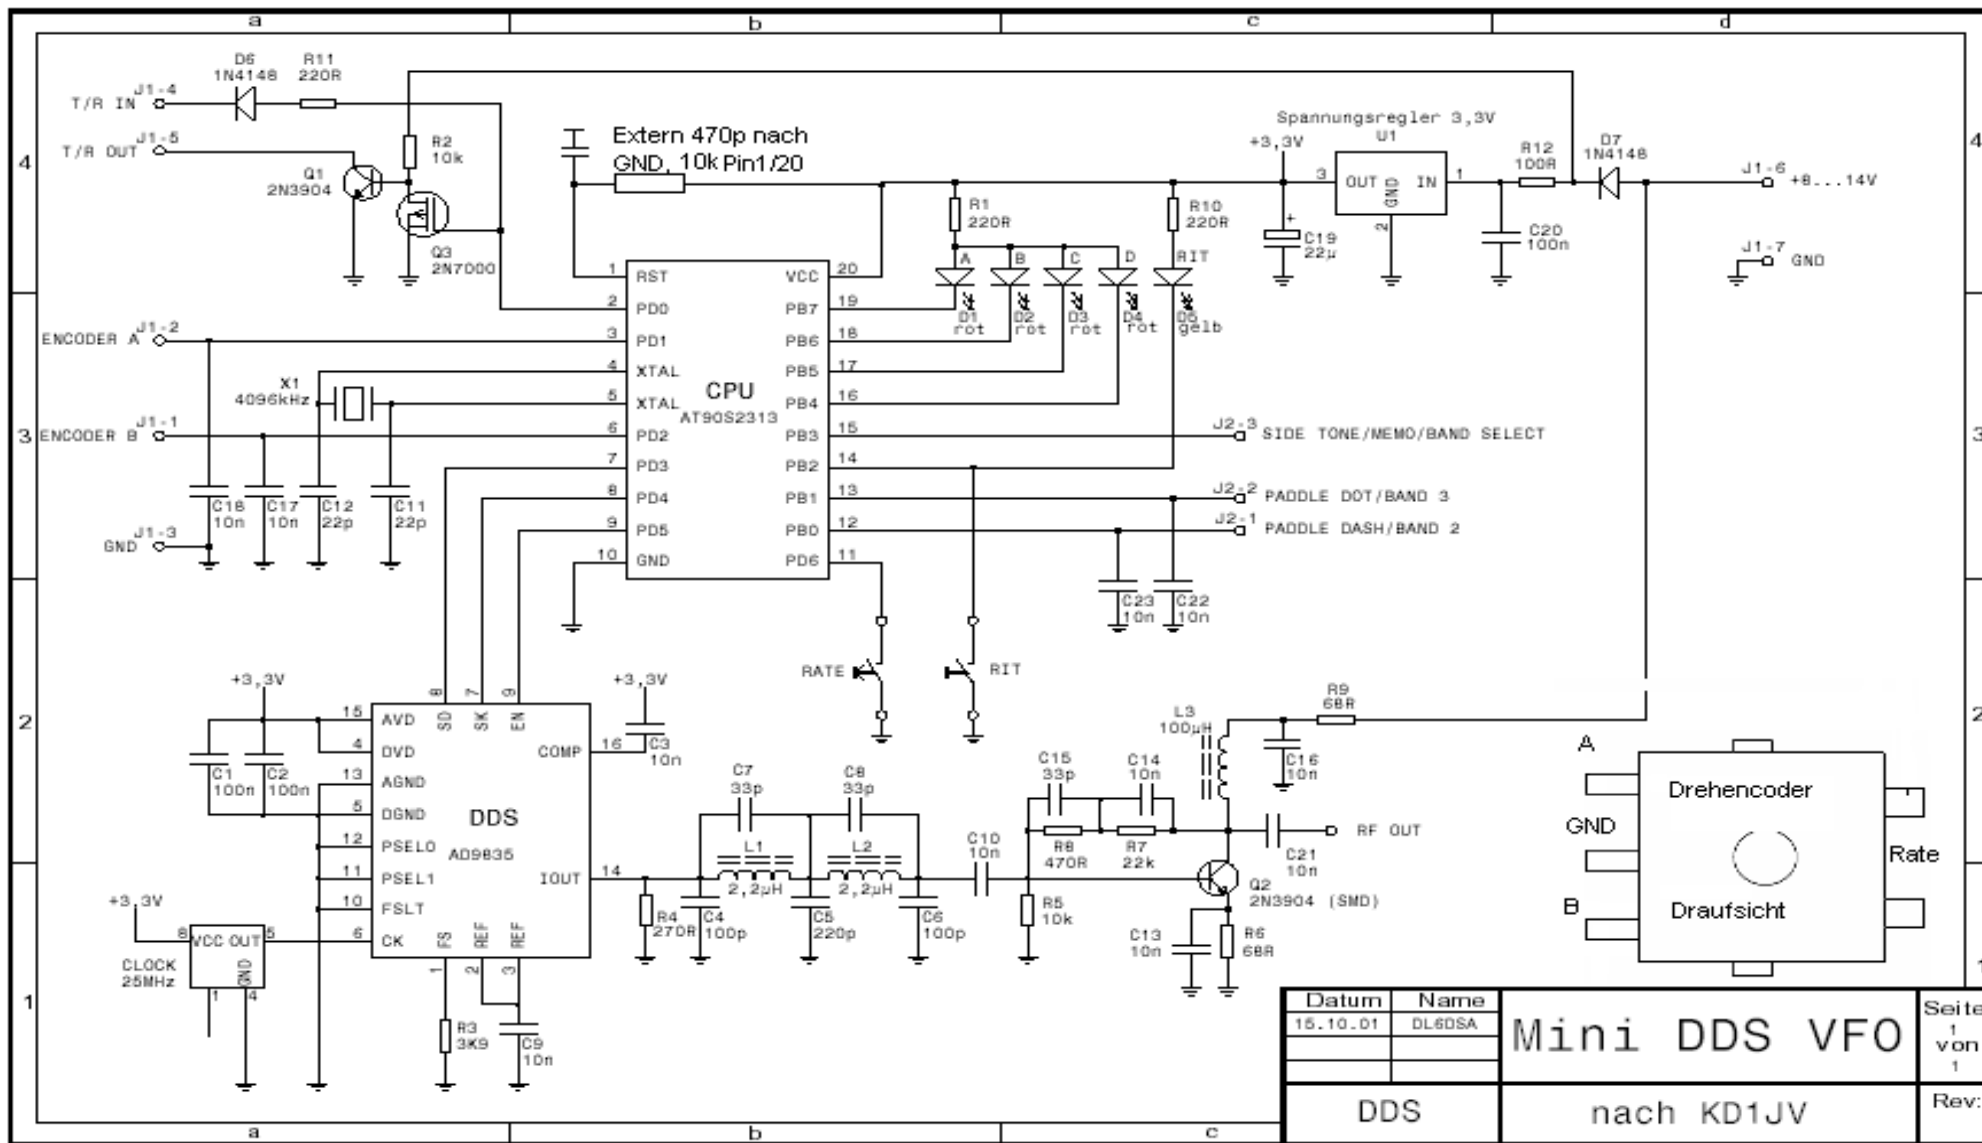 a b c d
D6
1N4148
R11
220R
T/R IN J1-4
T/R OUT J1-5
R2
10k
Q1
2N3904
Q3
2N7000
Extern 470p nach
GND, 10k Pin1/20
Spannungsregler 3,3V
U1
+3,3V
3 OUT GND IN 1
2
R12
100R
D7
1N4148
J1-6 +8...14V
J1-7 GND
C19
22µ
+
C20
100n
R1
220R
R10
220R
A B C D RIT
D1
rot
D2
rot
D3
rot
D4
rot
D5
gelb
4
4
3
3
2
2
1
1
ENCODER A J1-2
ENCODER B J1-1
GND J1-3
X1
4096kHz
C18
10n
C17
10n
C12
22p
C11
22p
CPU
AT90S2313
1 RST
2 PD0
3 PD1
4 XTAL
5 XTAL
6 PD2
7 PD3
8 PD4
9 PD5
10 GND
VCC 20
PB7 19
PB6 18
PB5 17
PB4 16
PB3 15
PB2 14
PB1 13
PB0 12
PD6 11
J2-3 SIDE TONE/MEMO/BAND SELECT
J2-2 PADDLE DOT/BAND 3
J2-1 PADDLE DASH/BAND 2
C23
10n
C22
10n
RATE
RIT
+3,3V
+3,3V
C1
100n
C2
100n
DDS
AD9835
15 AVD
4 DVD
13 AGND
5 DGND
12 PSEL0
11 PSEL1
10 FSLT
6 CK
8 SD
7 SK
9 EN
COMP 16
IOUT 14
1 FS
2 REF
3 REF
C3
10n
+3,3V
8 VCC OUT 5
GND
1 4
CLOCK
25MHz
R3
3K9
C9
10n
R4
270R
C4
100p
C7
33p
L1
2,2µH
C5
220p
C8
33p
L2
2,2µH
C6
100p
C10
10n
R5
10k
C15
33p
R8
470R
C14
10n
R7
22k
L3
100µH
R9
68R
C16
10n
C21
10n
RF OUT
Q2
2N3904 (SMD)
C13
10n
R6
68R
A
GND
B
Drehencoder
Draufsicht
Rate
Datum Name
15.10.01 DL6DSA
Mini DDS VFO
Seite
1
von
1
DDS
nach KD1JV
Rev:
a b c